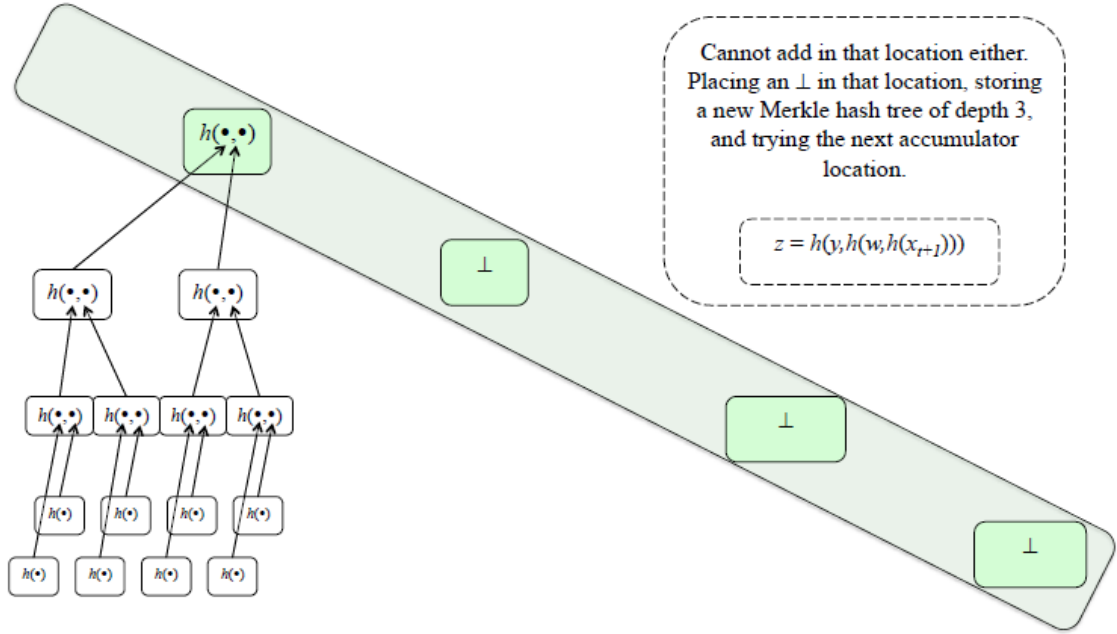 Cannot add in that location either.
Placing an ⊥ in that location, storing
a new Merkle hash tree of depth 3,
and trying the next accumulator
location.
z = h(y,h(w,h(x_{t+1})))
h(•,•)
⊥
h(•,•) h(•,•)
⊥
h(•,•) h(•,•) h(•,•) h(•,•)
h(•) h(•) h(•) h(•)
⊥
h(•) h(•) h(•) h(•)